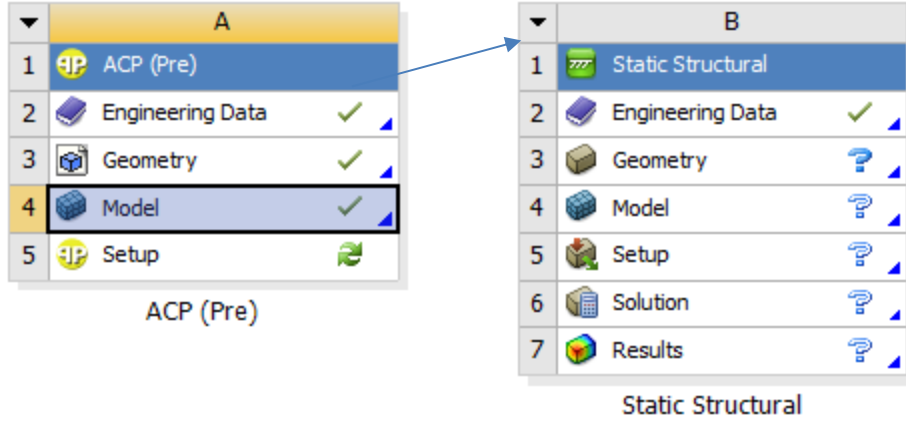 A
1 ACP (Pre)
2 Engineering Data
3 Geometry
4 Model
5 Setup
ACP (Pre)
B
1 Static Structural
2 Engineering Data
3 Geometry
4 Model
5 Setup
6 Solution
7 Results
Static Structural